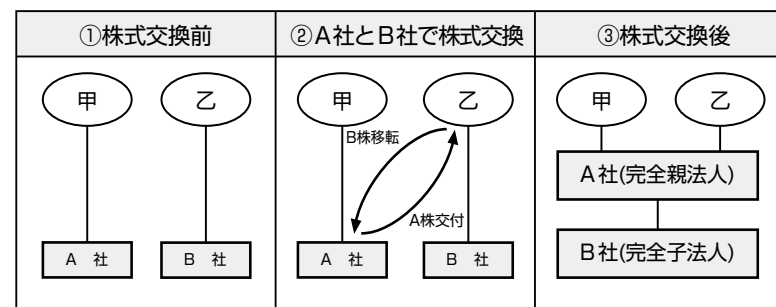 ①株式交換前
②A社とB社で株式交換
③株式交換後
甲
乙
甲
乙
甲
乙
B株移転
A株交付
A社(完全親法人)
B社(完全子法人)
A 社
B 社
A 社
B 社